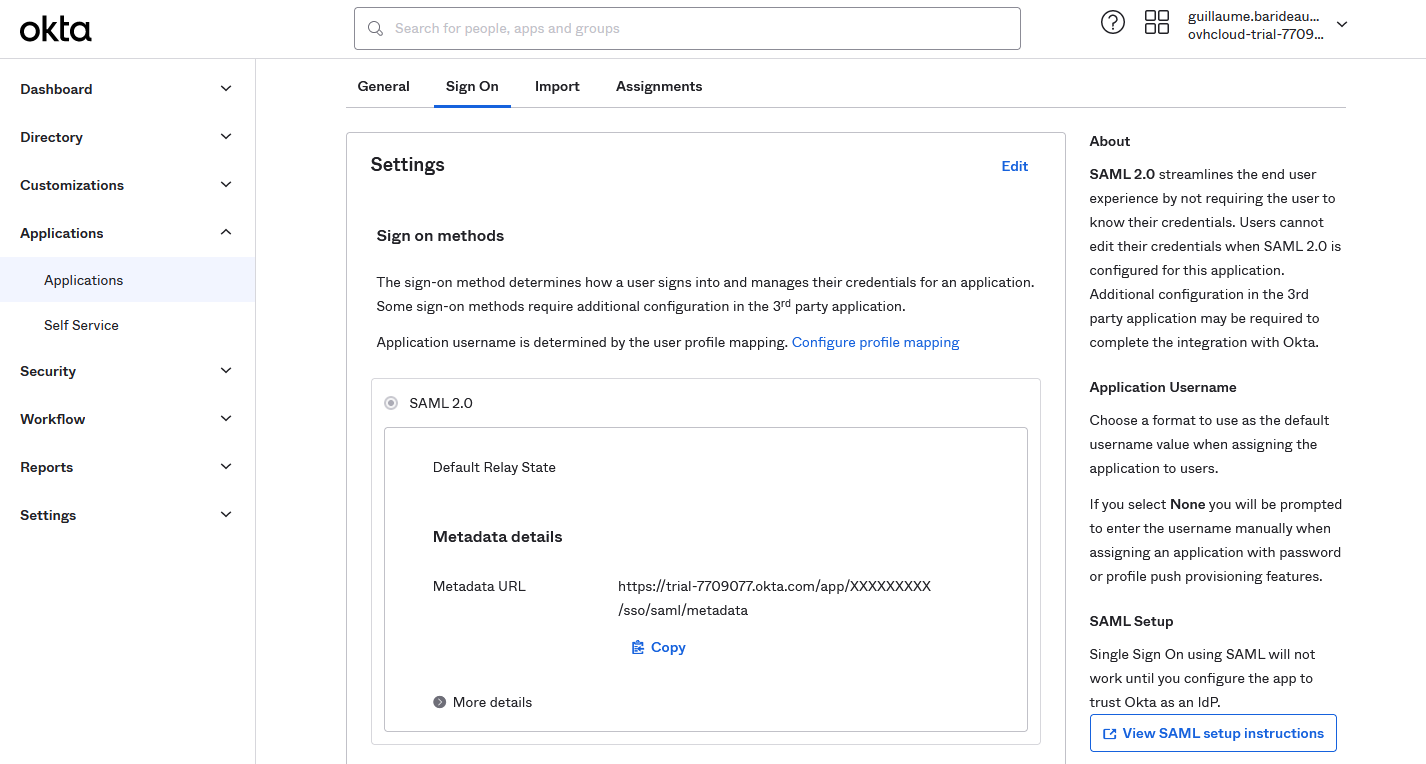 okta
Search for people, apps and groups
guillaume.barideau...
ovhcloud-trial-7709...
Dashboard
Directory
Customizations
Applications
Applications
Self Service
Security
Workflow
Reports
Settings
General
Sign On
Import
Assignments
Settings
Edit
Sign on methods
The sign-on method determines how a user signs into and manages their credentials for an application.
Some sign-on methods require additional configuration in the 3rd party application.
Application username is determined by the user profile mapping. Configure profile mapping
SAML 2.0
Default Relay State
Metadata details
Metadata URL
https://trial-7709077.okta.com/app/XXXXXXXXX
/sso/saml/metadata
Copy
More details
About
SAML 2.0 streamlines the end user
experience by not requiring the user to
know their credentials. Users cannot
edit their credentials when SAML 2.0 is
configured for this application.
Additional configuration in the 3rd
party application may be required to
complete the integration with Okta.
Application Username
Choose a format to use as the default
username value when assigning the
application to users.
If you select None you will be prompted
to enter the username manually when
assigning an application with password
or profile push provisioning features.
SAML Setup
Single Sign On using SAML will not
work until you configure the app to
trust Okta as an IdP.
View SAML setup instructions